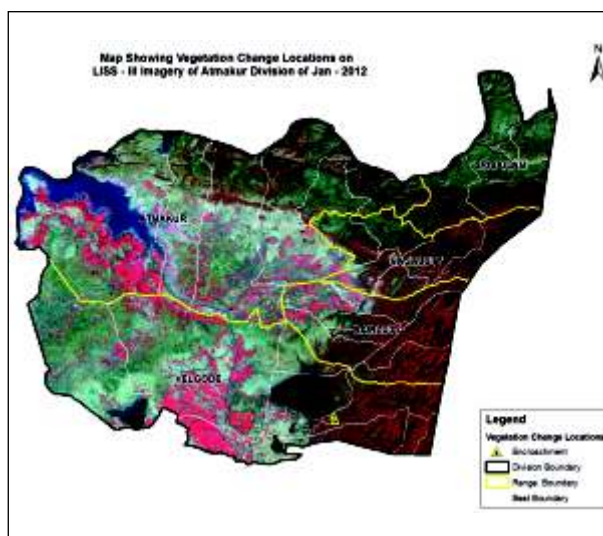 Map Showing Vegetation Change Locations on
LISS - III Imagery of Atmakur Division of Jan - 2012
N
ATMAKUR
VELGODE
Legend
Vegetation Change Locations
Encroachment
Division Boundary
Range Boundary
Beat Boundary